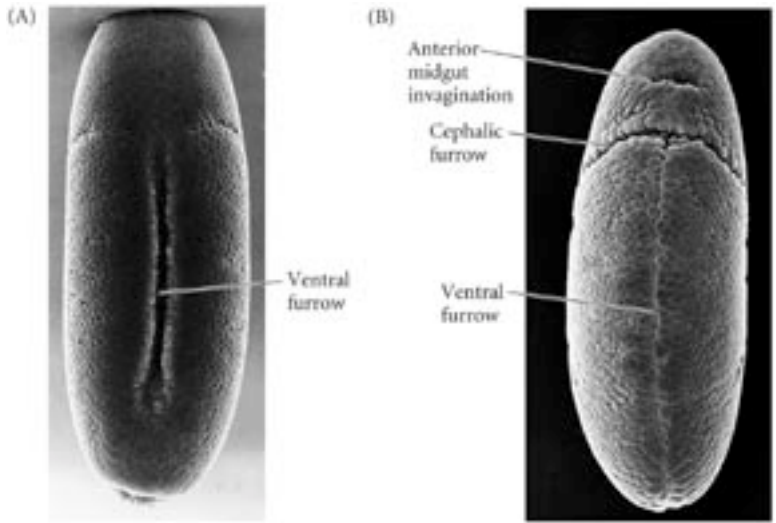 (A)
Ventral
furrow
(B)
Anterior
midgut
invagination
Cephalic
furrow
Ventral
furrow